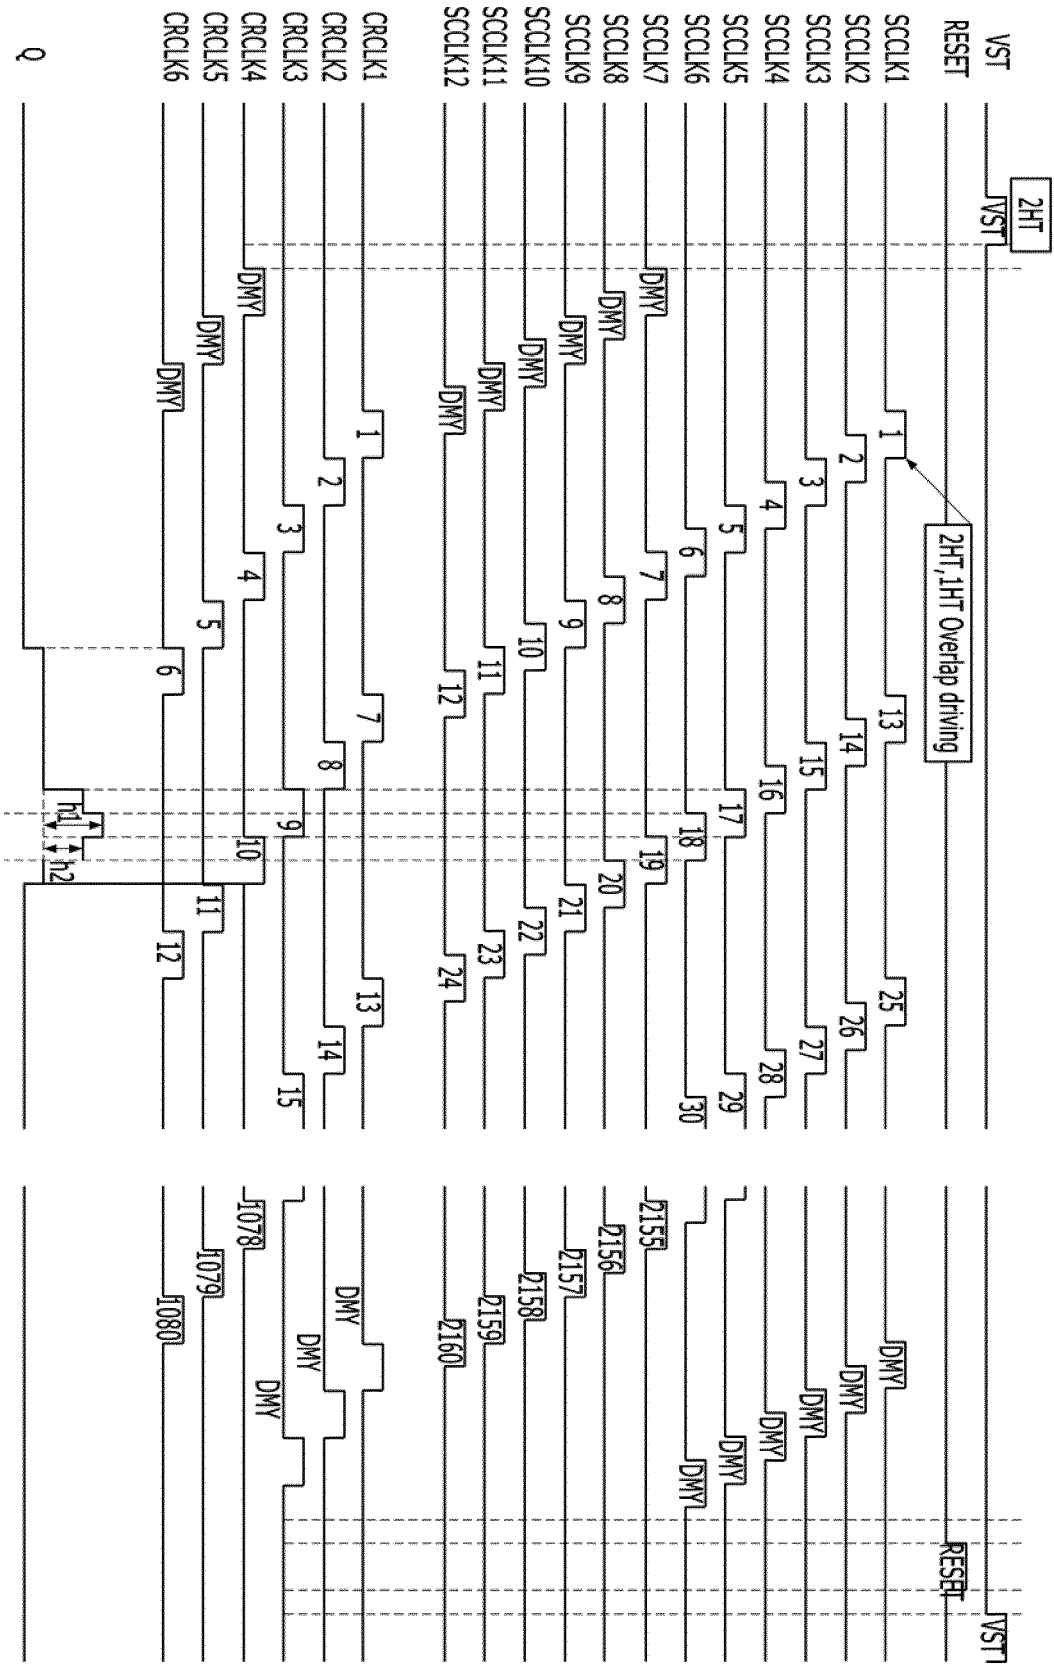 2HT
VST VST VST
RESET RESET
2HT,1HT Overlap driving
SCCLK1 1 13 25 DMY
SCCLK2 2 14 26 DMY
SCCLK3 3 15 27 DMY
SCCLK4 4 16 28 DMY
SCCLK5 5 17 29 DMY
SCCLK6 6 18 30 DMY
SCCLK7 DMY 7 19 2155
SCCLK8 DMY 8 20 2156
SCCLK9 DMY 9 21 2157
SCCLK10 DMY 10 22 2158
SCCLK11 DMY 11 23 2159
SCCLK12 DMY 12 24 2160
CRCLK1 1 7 13 DMY
CRCLK2 2 8 14 DMY
CRCLK3 3 9 15 DMY
CRCLK4 DMY 4 10 1078
CRCLK5 DMY 5 11 1079
CRCLK6 DMY 6 12 1080
Q h1 h2